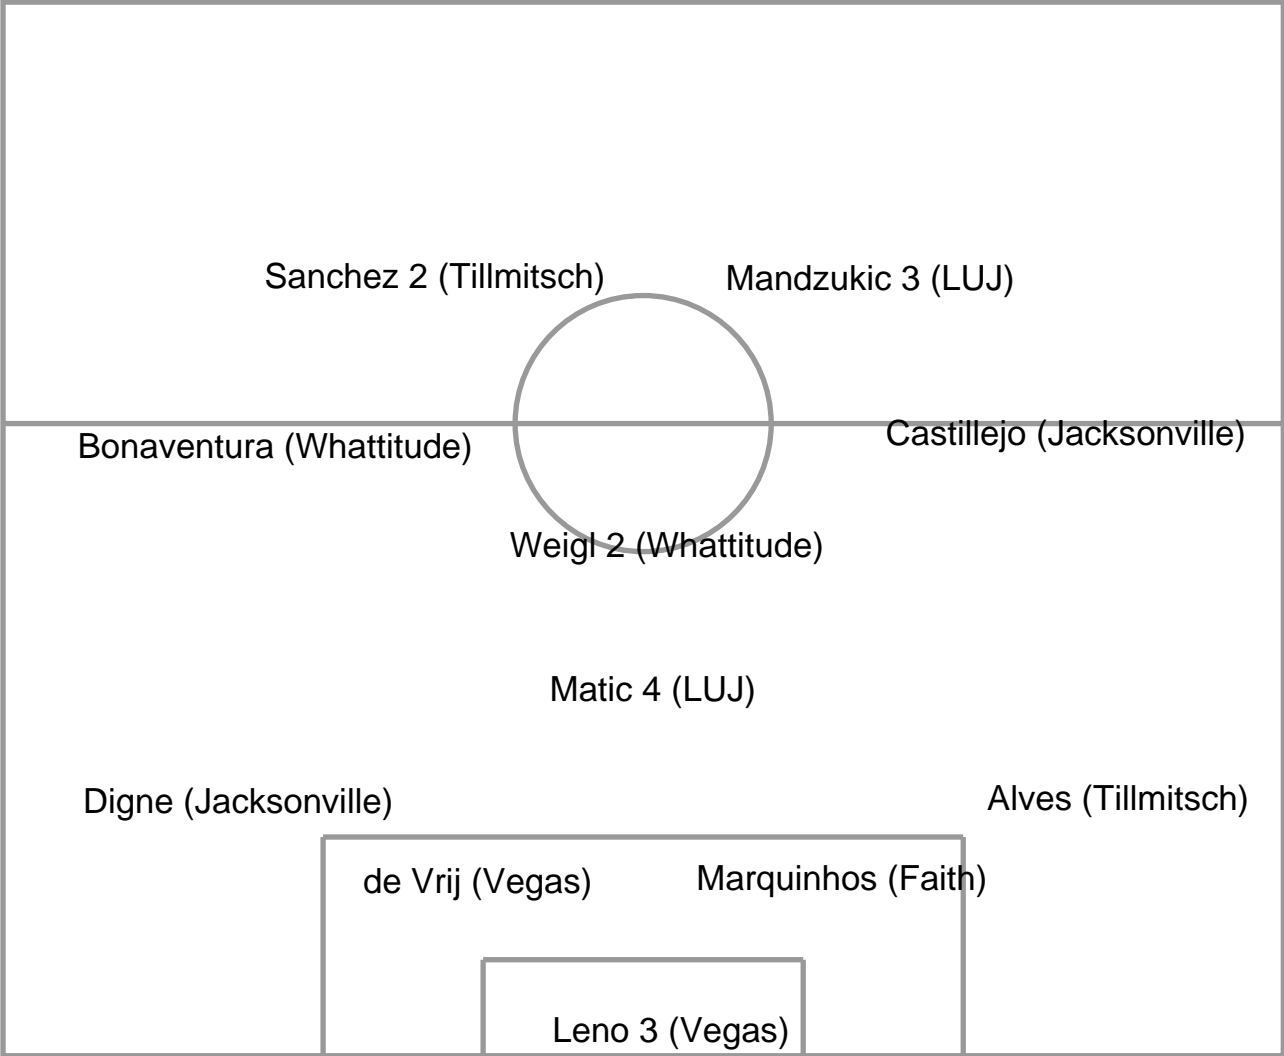 Sanchez 2 (Tillmitsch)
Mandzukic 3 (LUJ)
Bonaventura (Whattitude)
Castillejo (Jacksonville)
Weigl 2 (Whattitude)
Matic 4 (LUJ)
Digne (Jacksonville)
Alves (Tillmitsch)
de Vrij (Vegas)
Marquinhos (Faith)
Leno 3 (Vegas)